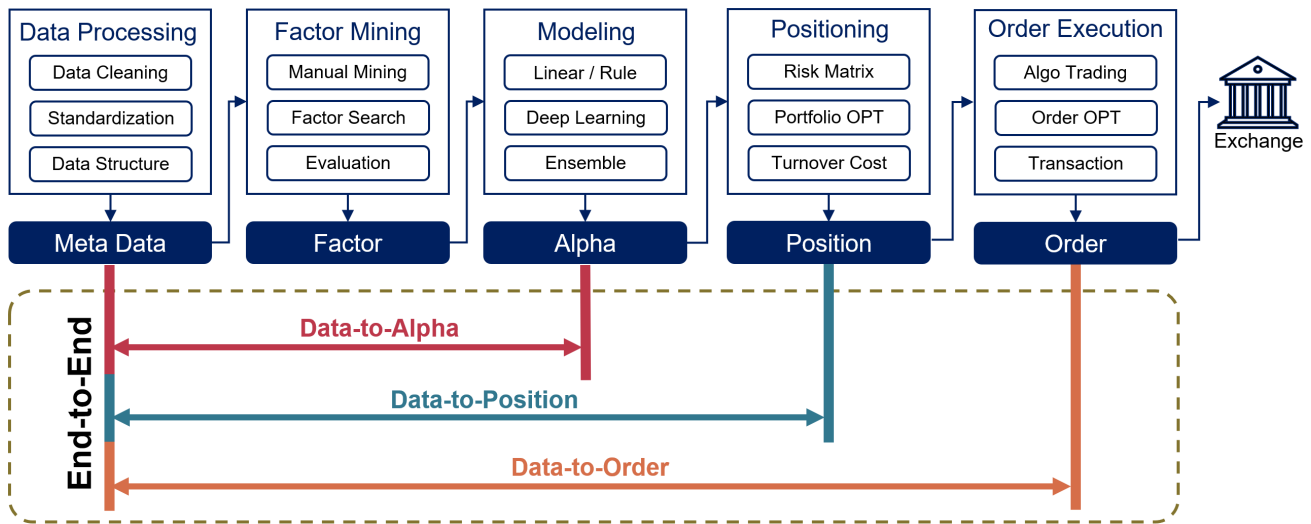 Data Processing
Data Cleaning
Standardization
Data Structure
Meta Data
Factor Mining
Manual Mining
Factor Search
Evaluation
Factor
Modeling
Linear / Rule
Deep Learning
Ensemble
Alpha
Positioning
Risk Matrix
Portfolio OPT
Turnover Cost
Position
Order Execution
Algo Trading
Order OPT
Transaction
Order
Exchange
End-to-End
Data-to-Alpha
Data-to-Position
Data-to-Order